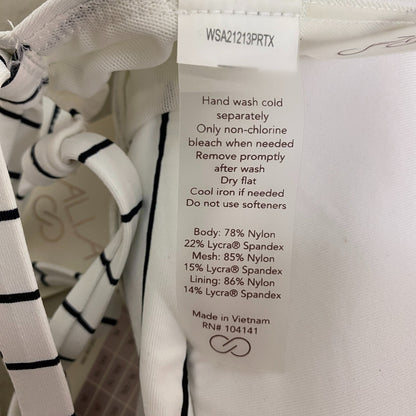 WSA21213PRTX
Hand wash cold
separately
Only non-chlorine
bleach when needed
Remove promptly
after wash
Dry flat
Cool iron if needed
Do not use softeners
Body: 78% Nylon
22% Lycra® Spandex
Mesh: 85% Nylon
15% Lycra® Spandex
Lining: 86% Nylon
14% Lycra® Spandex
Made in Vietnam
RN# 104141